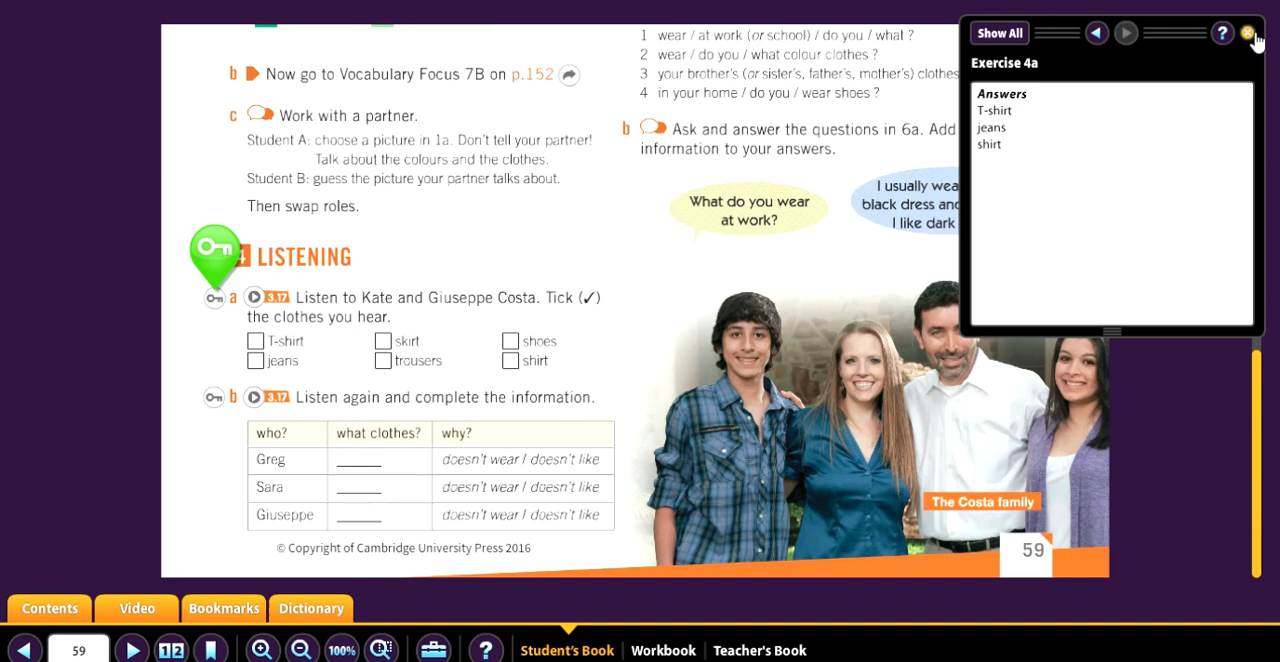 b Now go to Vocabulary Focus 7B on p.152
c Work with a partner.
Student A: choose a picture in 1a. Don't tell your partner!
Talk about the colours and the clothes.
Student B: guess the picture your partner talks about.
Then swap roles.
4 LISTENING
a 3.17 Listen to Kate and Giuseppe Costa. Tick (✓)
the clothes you hear.
T-shirt skirt shoes
jeans trousers shirt
b 3.17 Listen again and complete the information.
who? what clothes? why?
Greg ______ doesn't wear / doesn't like
Sara ______ doesn't wear / doesn't like
Giuseppe ______ doesn't wear / doesn't like
© Copyright of Cambridge University Press 2016
1 wear / at work (or school) / do you / what ?
2 wear / do you / what colour clothes ?
3 your brother's (or sister's, father's, mother's) clothes
4 in your home / do you / wear shoes ?
b Ask and answer the questions in 6a. Add
information to your answers.
What do you wear
at work?
I usually wea
black dress and
I like dark
The Costa family
59
Show All ?
Exercise 4a
Answers
T-shirt
jeans
shirt
Contents Video Bookmarks Dictionary
59 12 100% ? Student's Book Workbook Teacher's Book